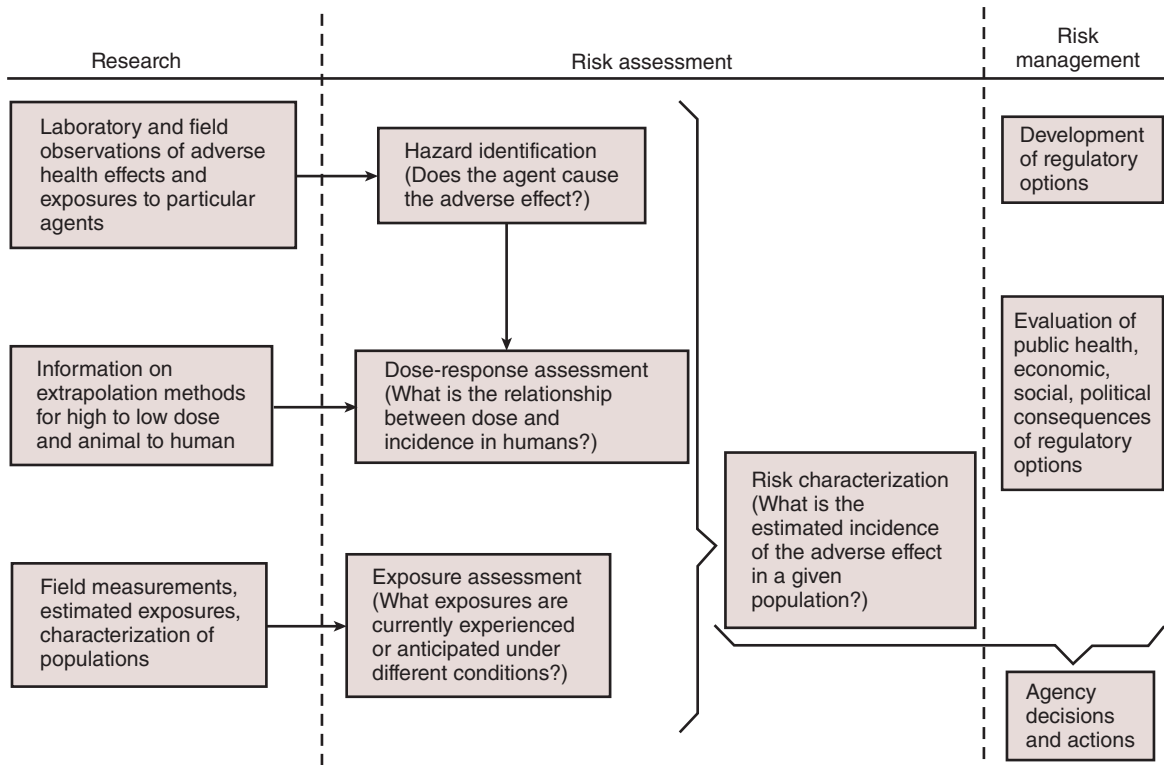 Research
Risk assessment
Risk
management
Laboratory and field
observations of adverse
health effects and
exposures to particular
agents
Hazard identification
(Does the agent cause
the adverse effect?)
Development
of regulatory
options
Information on
extrapolation methods
for high to low dose
and animal to human
Dose-response assessment
(What is the relationship
between dose and
incidence in humans?)
Evaluation of
public health,
economic,
social, political
consequences
of regulatory
options
Field measurements,
estimated exposures,
characterization of
populations
Exposure assessment
(What exposures are
currently experienced
or anticipated under
different conditions?)
Risk characterization
(What is the
estimated incidence
of the adverse effect
in a given
population?)
Agency
decisions
and actions